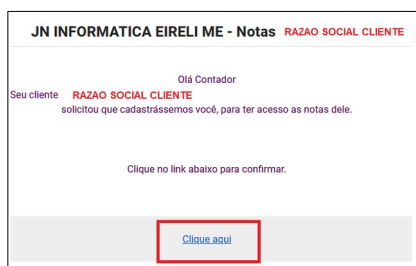 JN INFORMATICA EIRELI ME - Notas RAZAO SOCIAL CLIENTE
Olá Contador
Seu cliente RAZAO SOCIAL CLIENTE
solicitou que cadastrássemos você, para ter acesso as notas dele.
Clique no link abaixo para confirmar.
Clique aqui